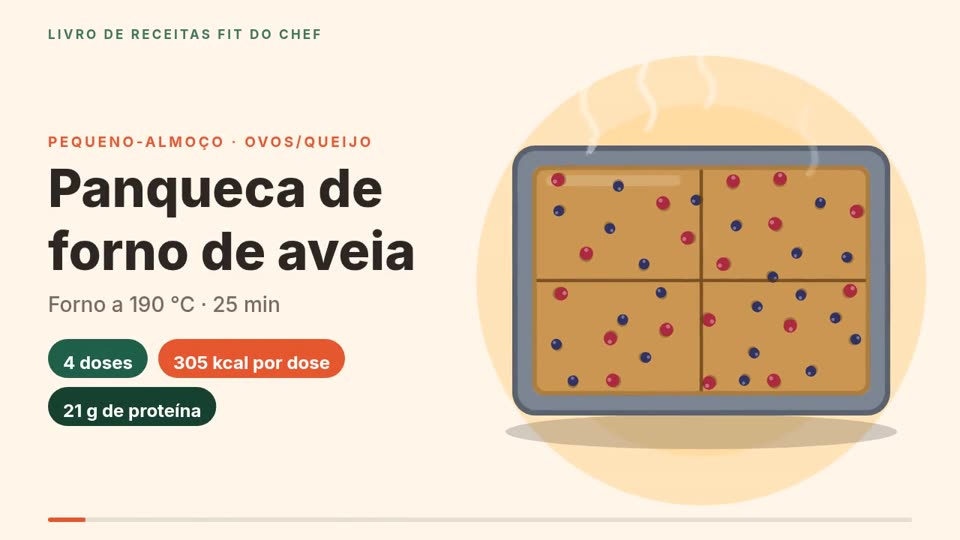 LIVRO DE RECEITAS FIT DO CHEF
PEQUENO-ALMOÇO · OVOS/QUEIJO
Panqueca de
forno de aveia
Forno a 190 °C · 25 min
4 doses
305 kcal por dose
21 g de proteína